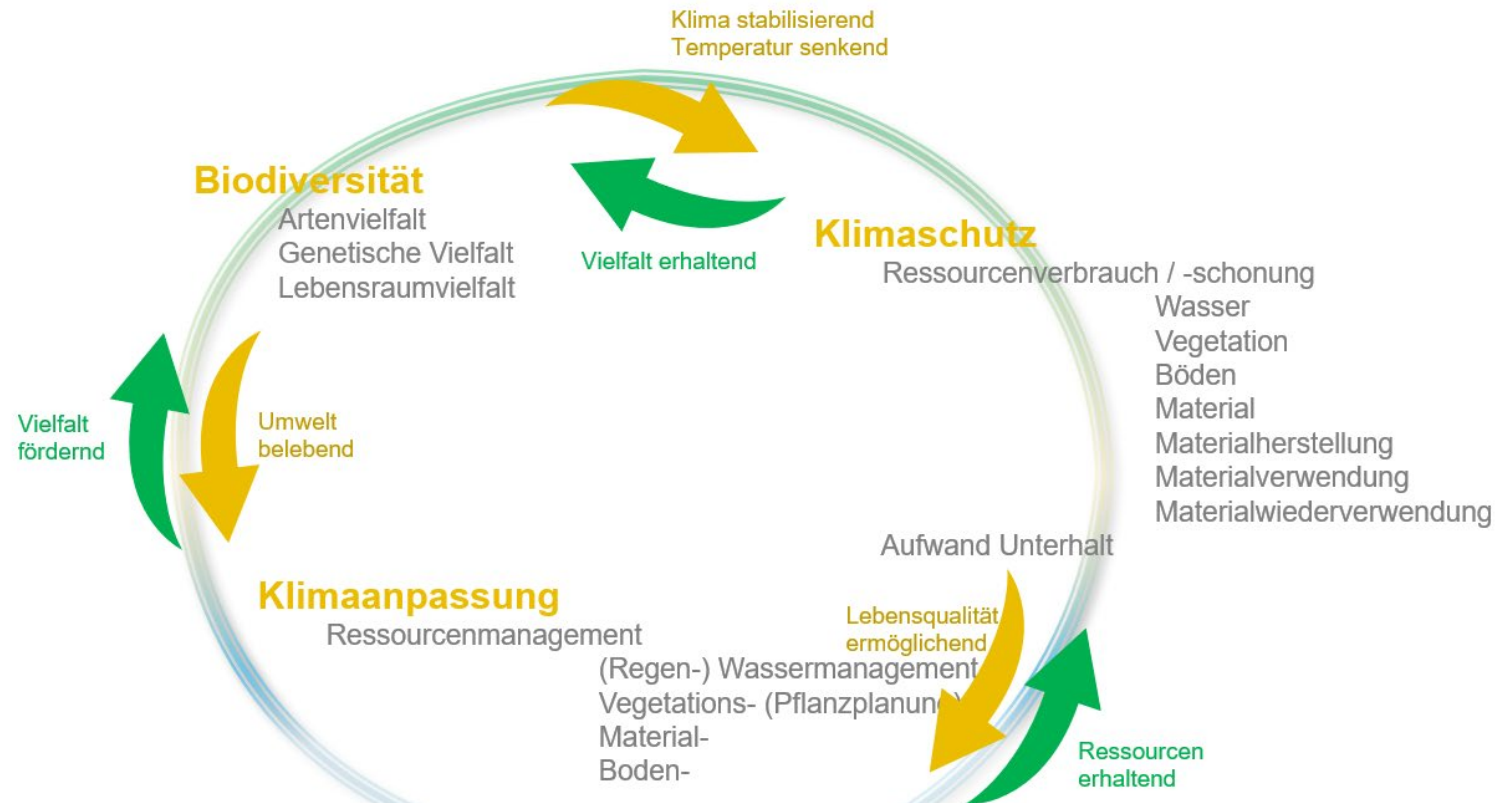 Klima stabilisierend
Temperatur senkend
Biodiversität
Artenvielfalt
Genetische Vielfalt
Lebensraumvielfalt
Vielfalt erhaltend
Klimaschutz
Ressourcenverbrauch / -schonung
Wasser
Vegetation
Böden
Material
Materialherstellung
Materialverwendung
Materialwiederverwendung
Aufwand Unterhalt
Vielfalt
fördernd
Umwelt
belebend
Klimaanpassung
Ressourcenmanagement
(Regen-) Wassermanagement
Vegetations- (Pflanzplanung)
Material-
Boden-
Lebensqualität
ermöglichend
Ressourcen
erhaltend